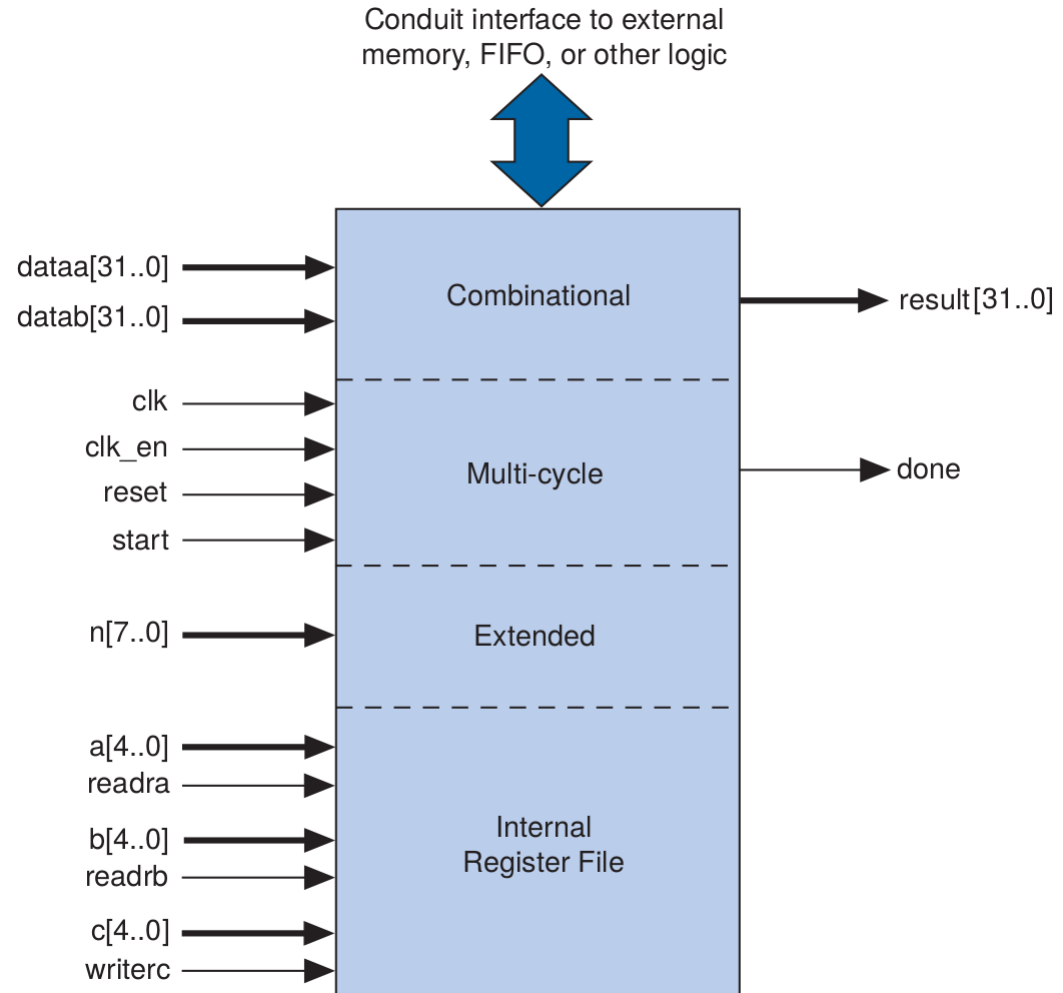 Conduit interface to external
memory, FIFO, or other logic
dataa[31..0]
datab[31..0]
Combinational
result[31..0]
clk
clk_en
reset
start
Multi-cycle
done
n[7..0]
Extended
a[4..0]
readra
b[4..0]
readrb
c[4..0]
writerc
Internal
Register File